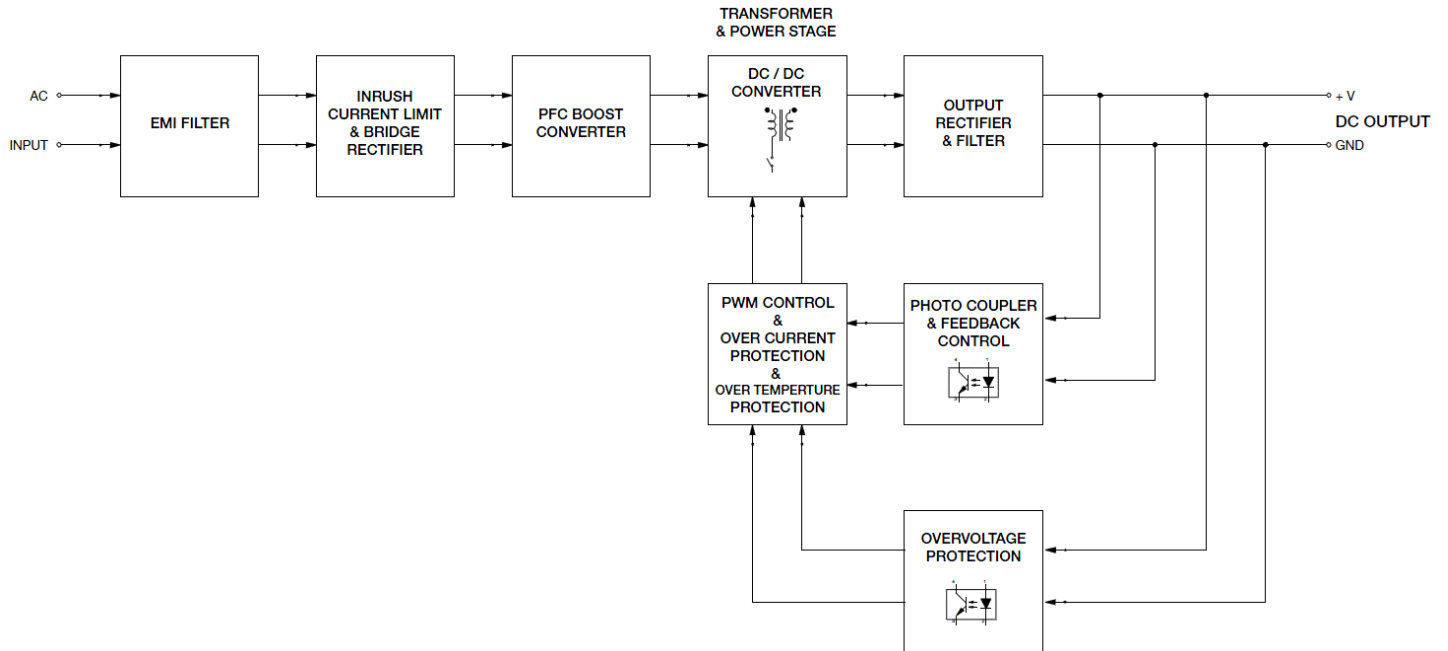 TRANSFORMER
& POWER STAGE
AC
INPUT
EMI FILTER
INRUSH
CURRENT LIMIT
& BRIDGE
RECTIFIER
PFC BOOST
CONVERTER
DC / DC
CONVERTER
OUTPUT
RECTIFIER
& FILTER
+ V
DC OUTPUT
GND
PWM CONTROL
&
OVER CURRENT
PROTECTION
&
OVER TEMPERTURE
PROTECTION
PHOTO COUPLER
& FEEDBACK
CONTROL
OVERVOLTAGE
PROTECTION